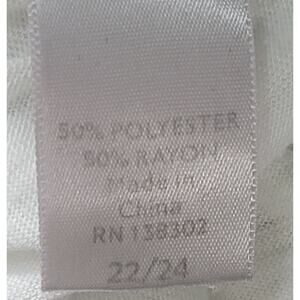 50% POLYESTER
50% RAYON
Made in
China
RN 138302
22/24